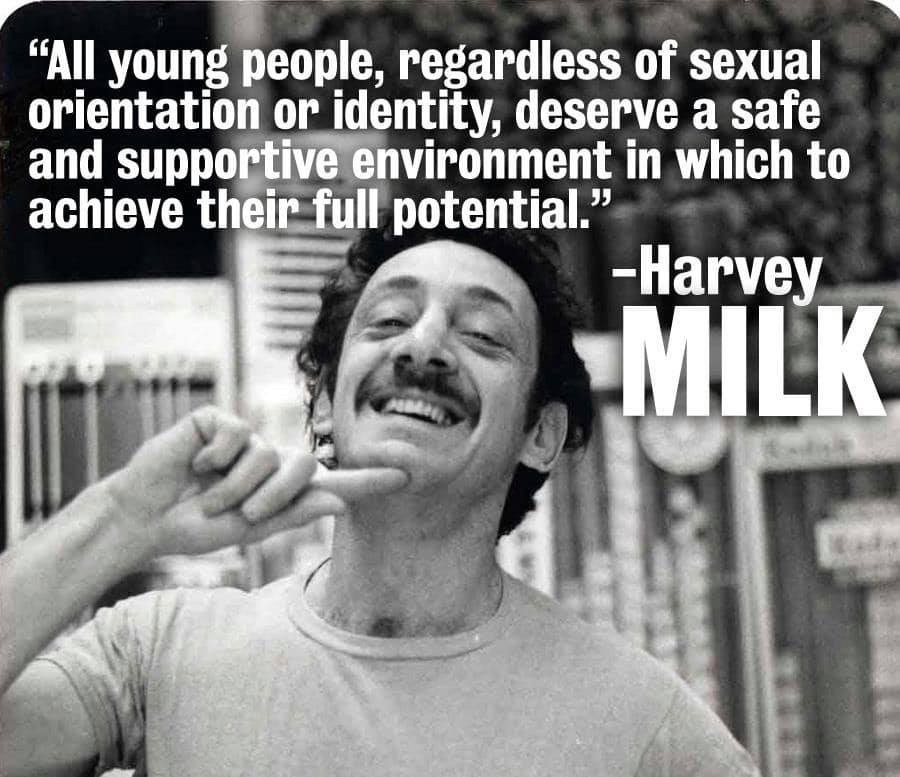 “All young people, regardless of sexual
orientation or identity, deserve a safe
and supportive environment in which to
achieve their full potential.”
-Harvey
MILK
Kodak